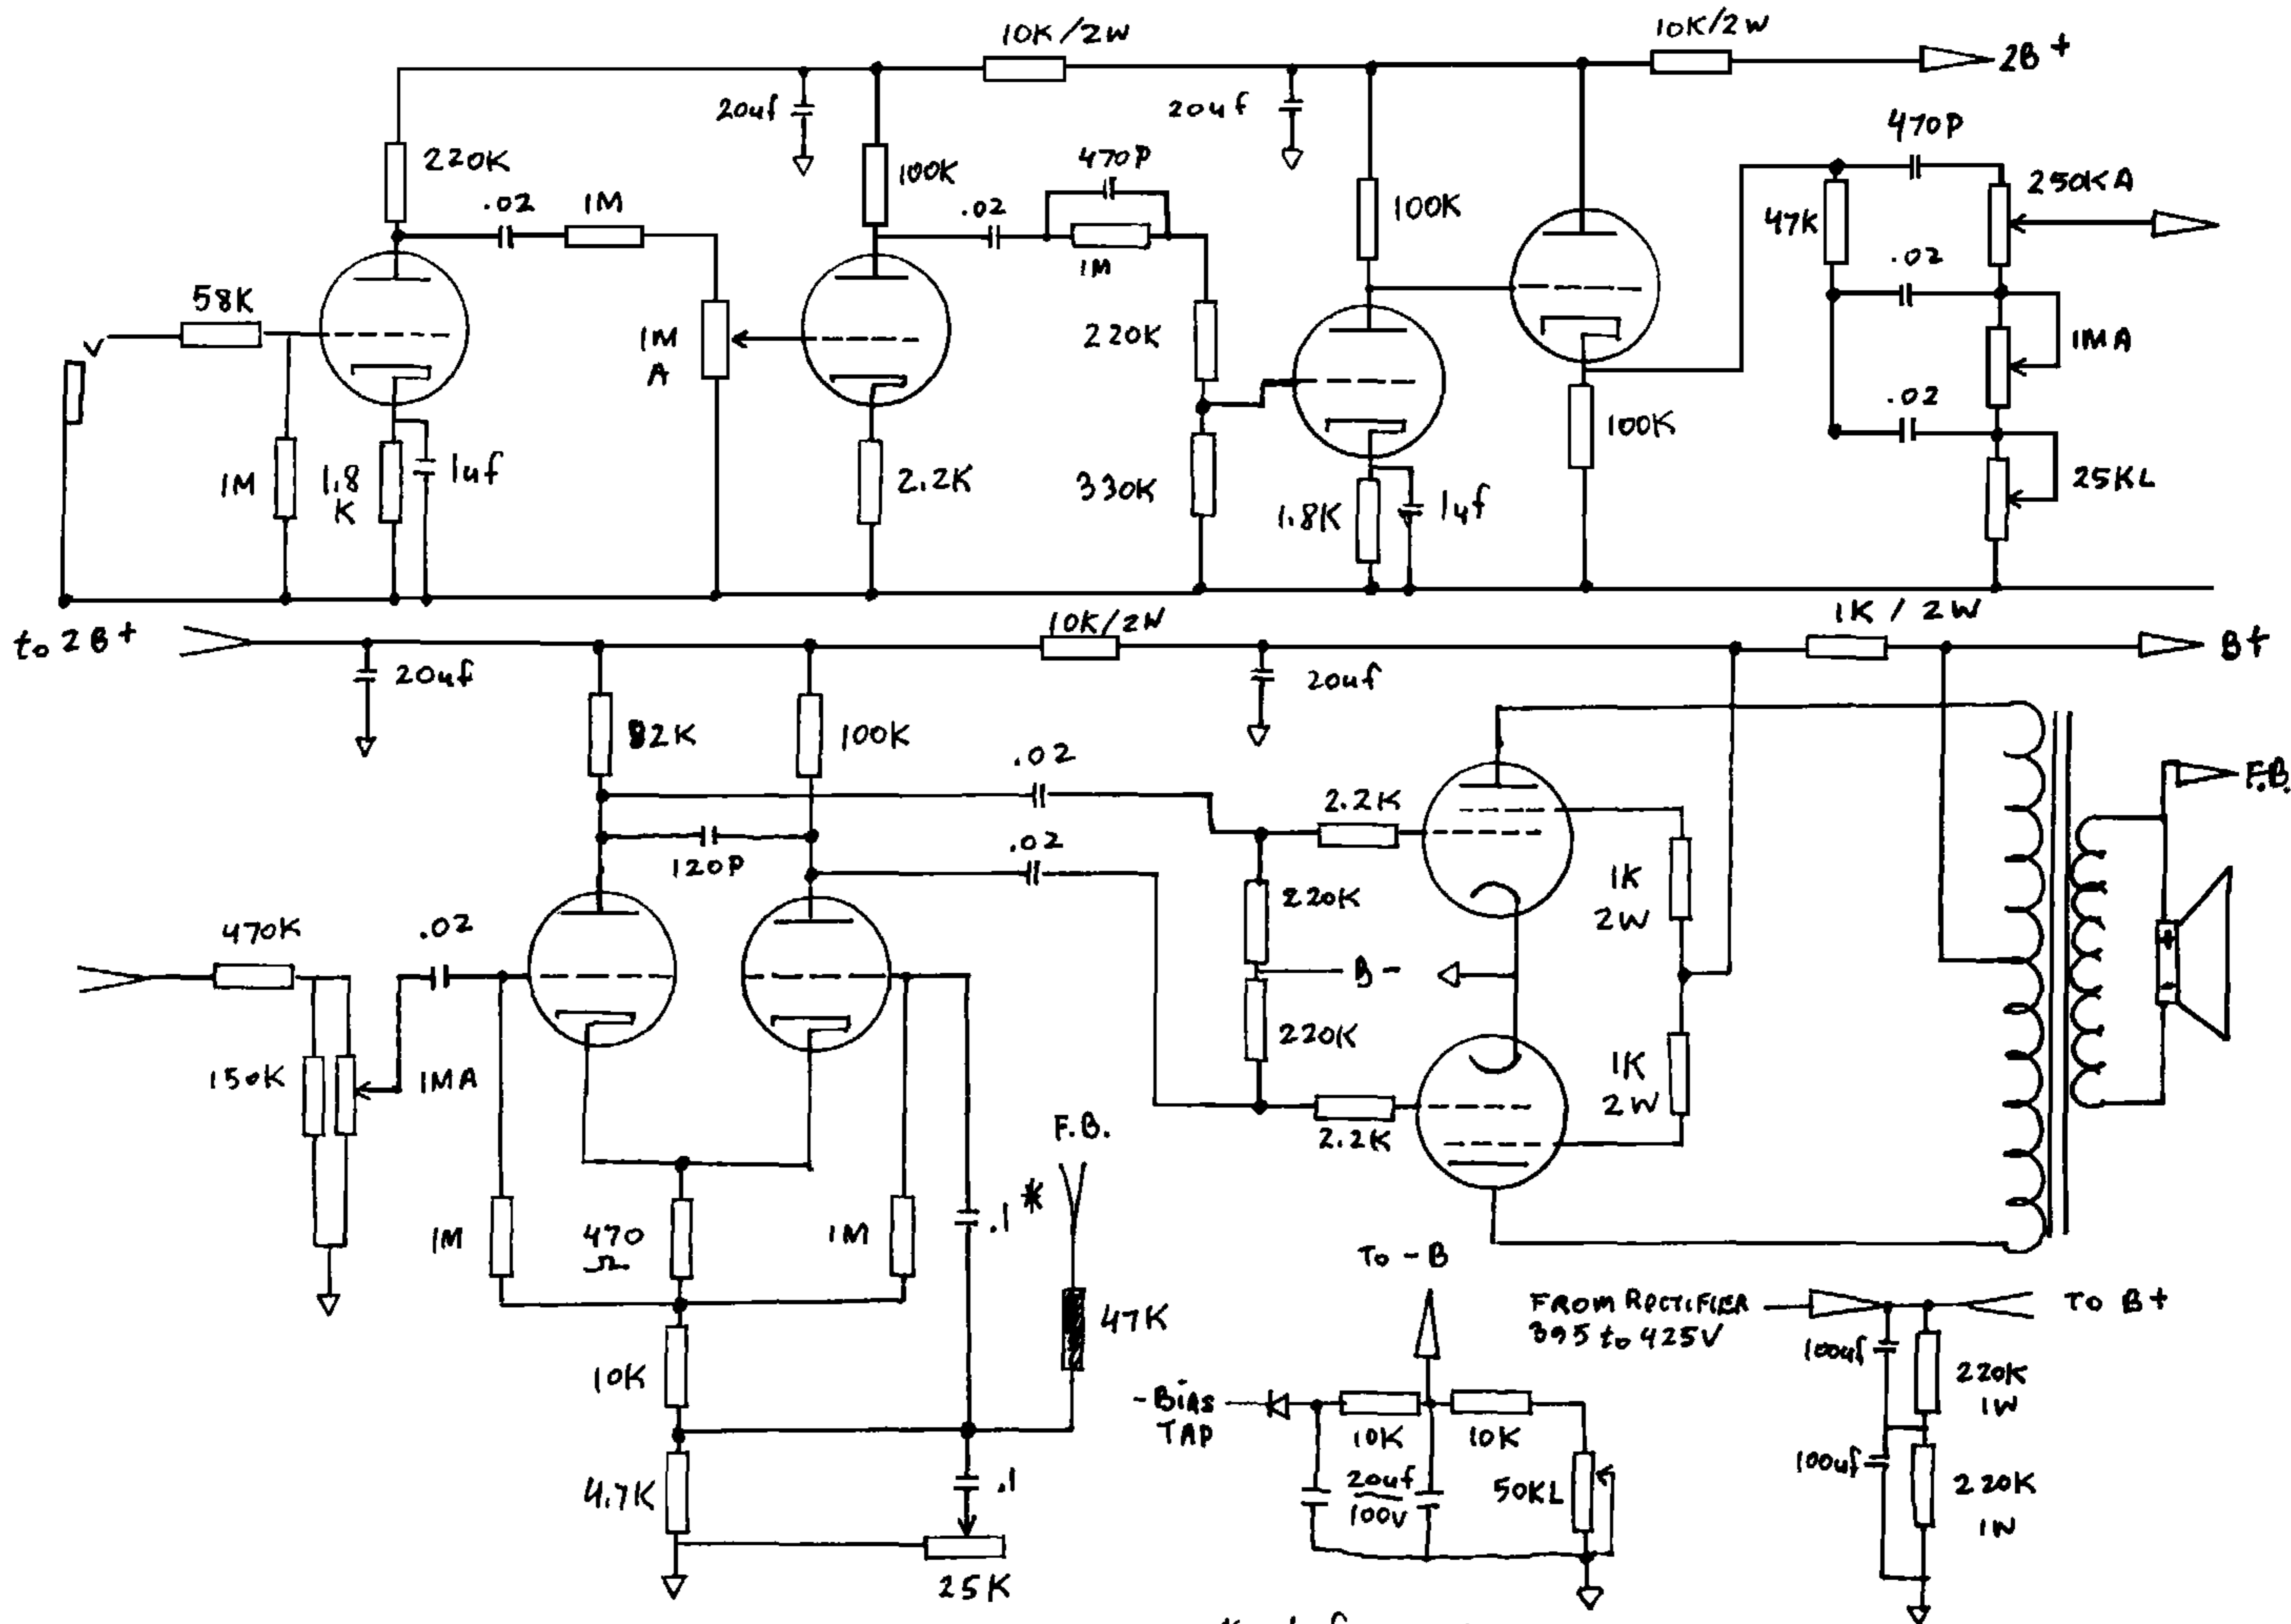 10K/2W
10K/2W
2B+
20uf
20uf
470P
220K
100K
470P
250KA
.02
1M
.02
100K
47K
1M
.02
58K
1M
A
220K
1MA
.02
100K
1M
1.8
K
1uf
2.2K
330K
1.8K
1uf
25KL
to 2B+
10K/2W
1K / 2W
B+
20uf
20uf
82K
100K
.02
F.B.
2.2K
.02
120P
1K
2W
220K
470K
.02
B-
220K
150K
1MA
1K
2W
F.B.
2.2K
.1 *
1M
470
Ω
1M
To -B
FROM RECTIFIER
395 to 425V
TO B+
47K
100uf
220K
1W
10K
-BIAS
TAP
10K
10K
100uf
220K
1W
4.7K
.1
20uf
100V
50KL
25K